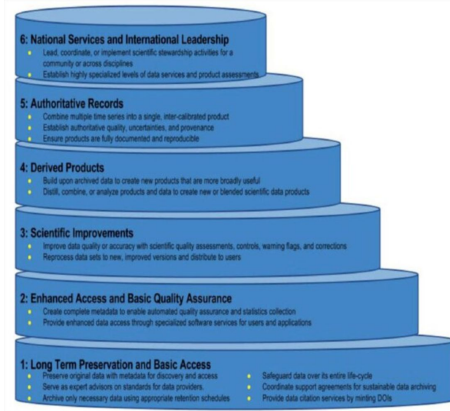 6: National Services and International Leadership
Lead, coordinate, or implement scientific stewardship activities for a
community or across disciplines
Establish highly specialized levels of data services and product assessments
5: Authoritative Records
Combine multiple time series into a single, inter-calibrated product
Establish authoritative quality, uncertainties, and provenance
Ensure products are fully documented and reproducible
4: Derived Products
Build upon archived data to create new products that are more broadly useful
Distill, combine, or analyze products and data to create new or blended scientific data products
3: Scientific Improvements
Improve data quality or accuracy with scientific quality assessments, controls, warning flags, and corrections
Reprocess data sets to new, improved versions and distribute to users
2: Enhanced Access and Basic Quality Assurance
Create complete metadata to enable automated quality assurance and statistics collection
Provide enhanced data access through specialized software services for users and applications
1: Long Term Preservation and Basic Access
Preserve original data with metadata for discovery and access
Serve as expert advisors on standards for data providers.
Archive only necessary data using appropriate retention schedules
Safeguard data over its entire life-cycle
Coordinate support agreements for sustainable data archiving
Provide data citation services by minting DOIs